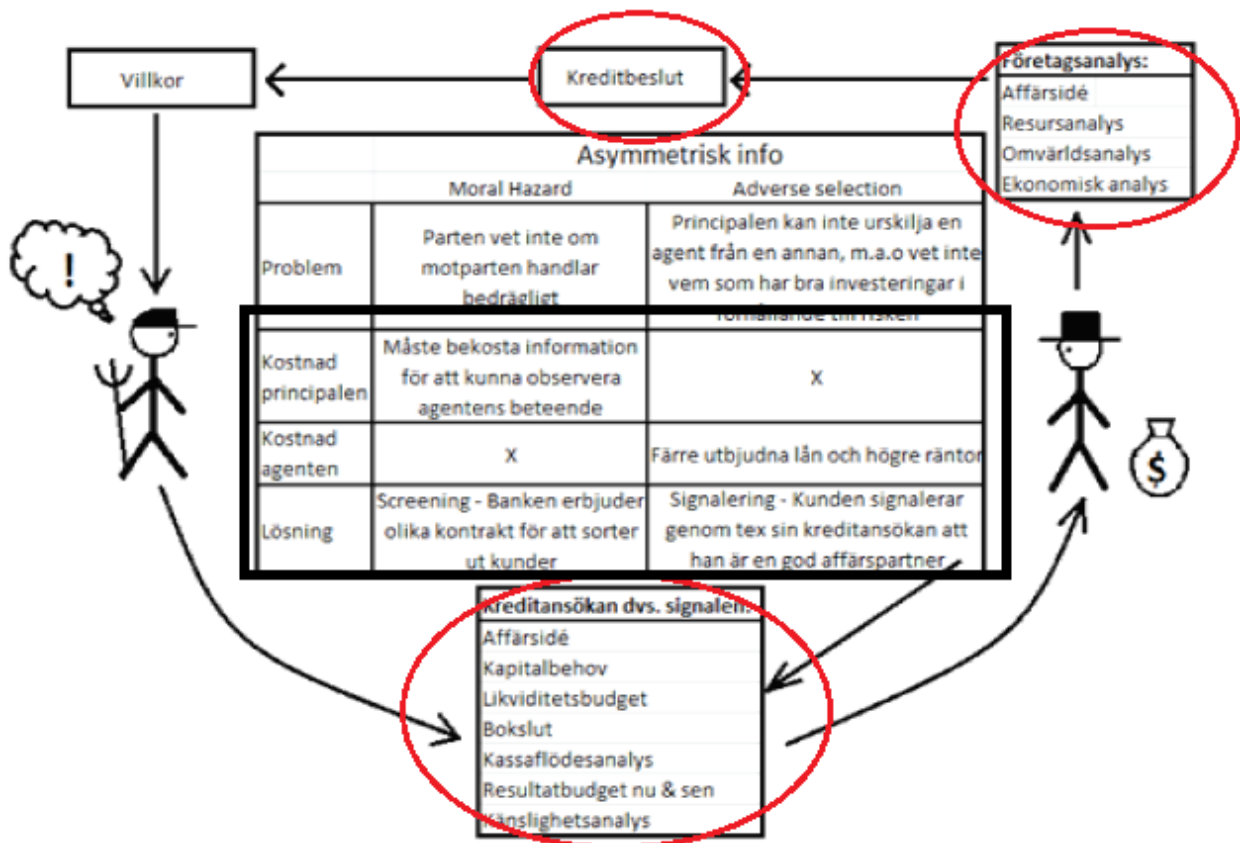 Villkor
Kreditbeslut
Företagsanalys:
Affärsidé
Resursanalys
Omvärldsanalys
Ekonomisk analys
Asymmetrisk info
Moral Hazard
Adverse selection
Problem
Parten vet inte om
motparten handlar
bedrägligt
Principalen kan inte urskilja en
agent från en annan, m.a.o vet inte
vem som har bra investeringar i
förhållande till risken
Kostnad
principalen
Måste bekosta information
för att kunna observera
agentens beteende
X
Kostnad
agenten
X
Färre utbjudna lån och högre räntor
Lösning
Screening - Banken erbjuder
olika kontrakt för att sorter
ut kunder
Signalering - Kunden signalerar
genom tex sin kreditansökan att
han är en god affärspartner
!
$
Kreditansökan dvs. signalen:
Affärsidé
Kapitalbehov
Likviditetsbudget
Bokslut
Kassaflödesanalys
Resultatbudget nu & sen
Känslighetsanalys